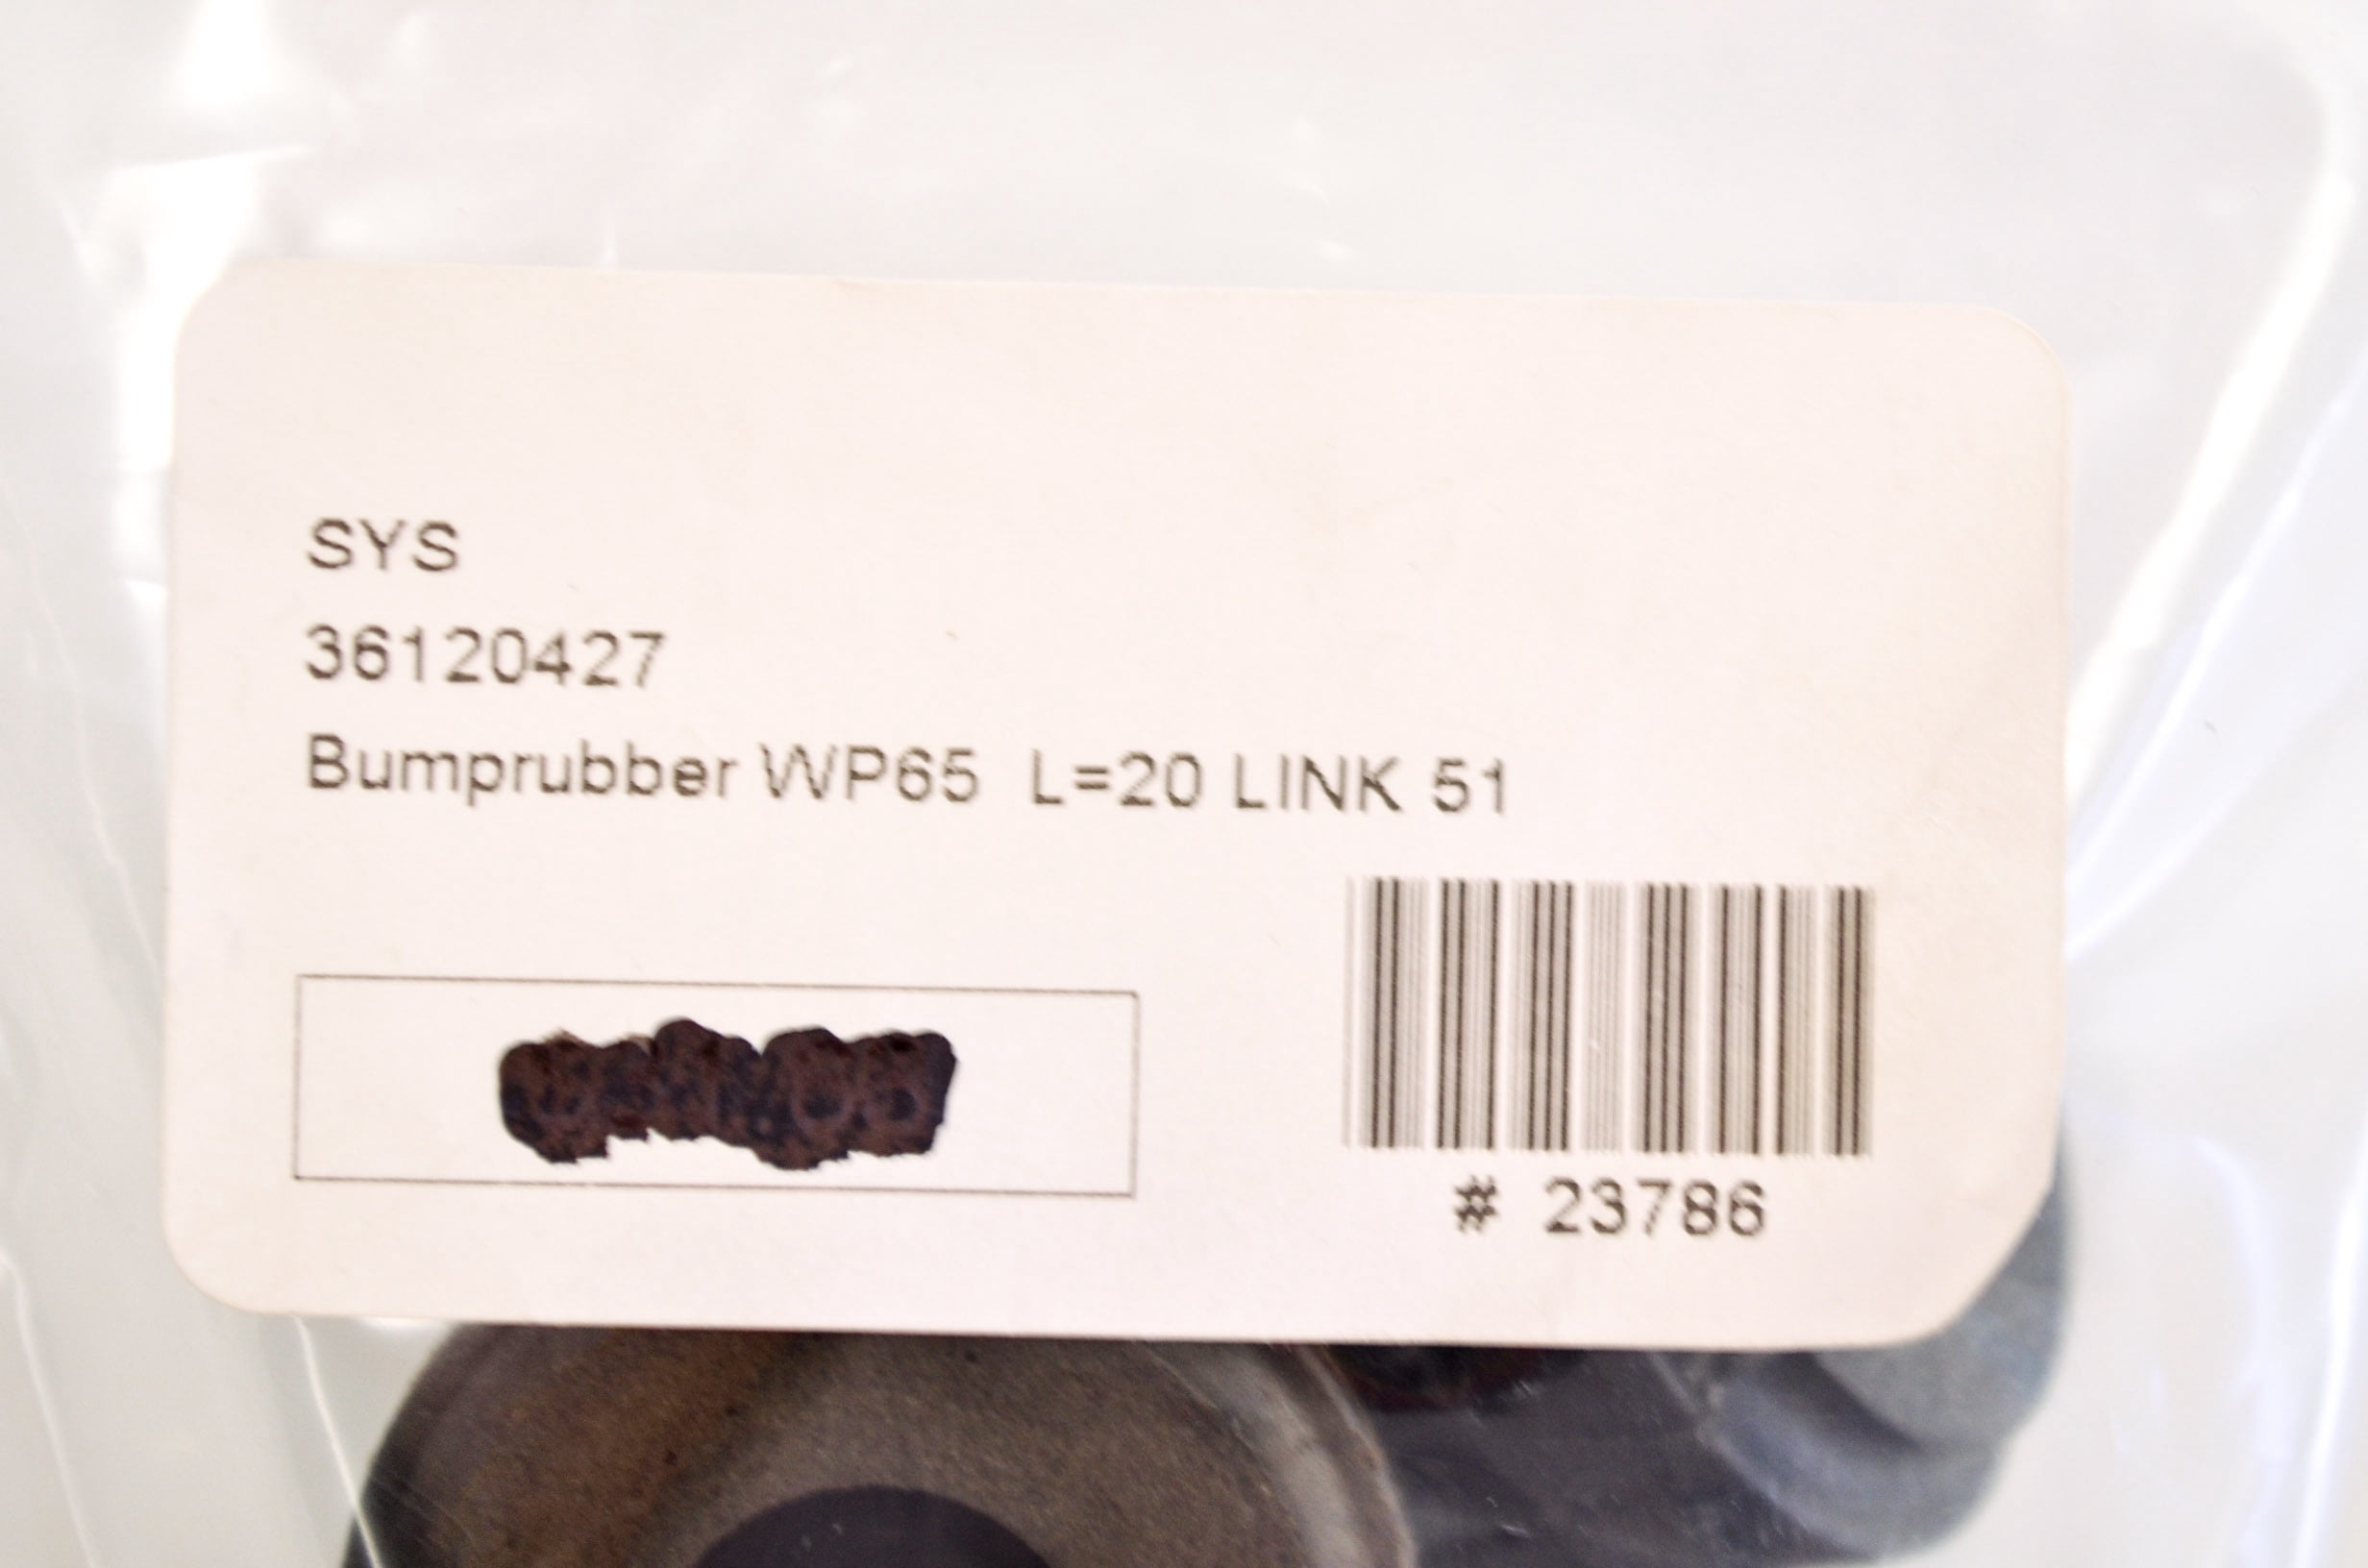 SYS
36120427
Bumprubber WP65  L=20 LINK 51
# 23786